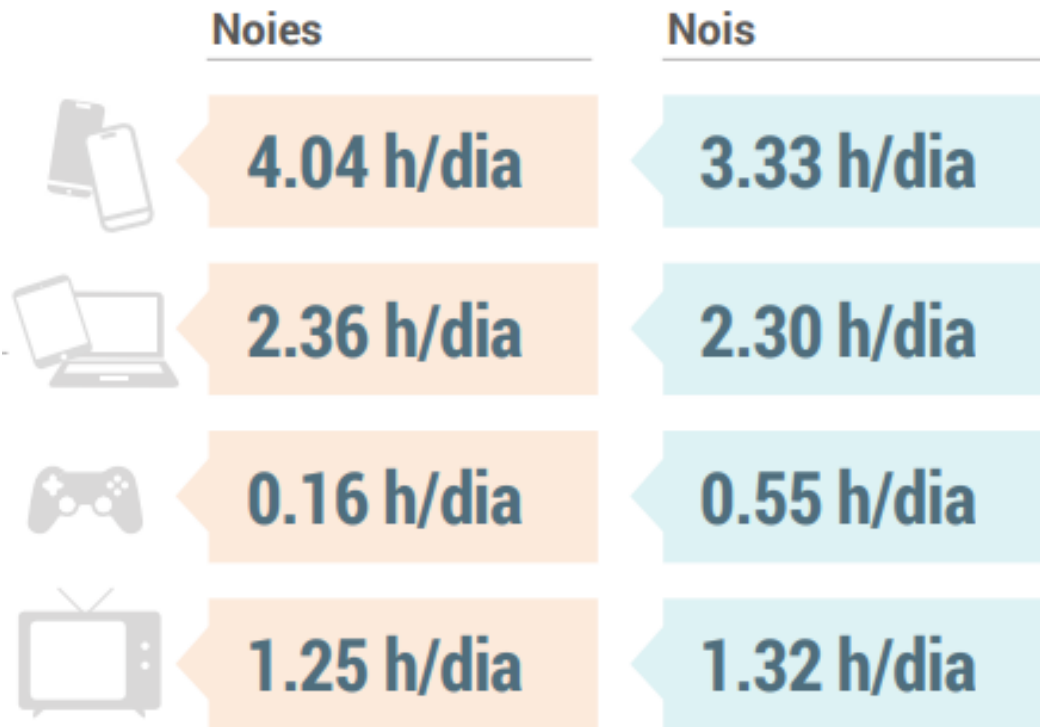 Noies Nois
4.04 h/dia 3.33 h/dia
2.36 h/dia 2.30 h/dia
0.16 h/dia 0.55 h/dia
1.25 h/dia 1.32 h/dia